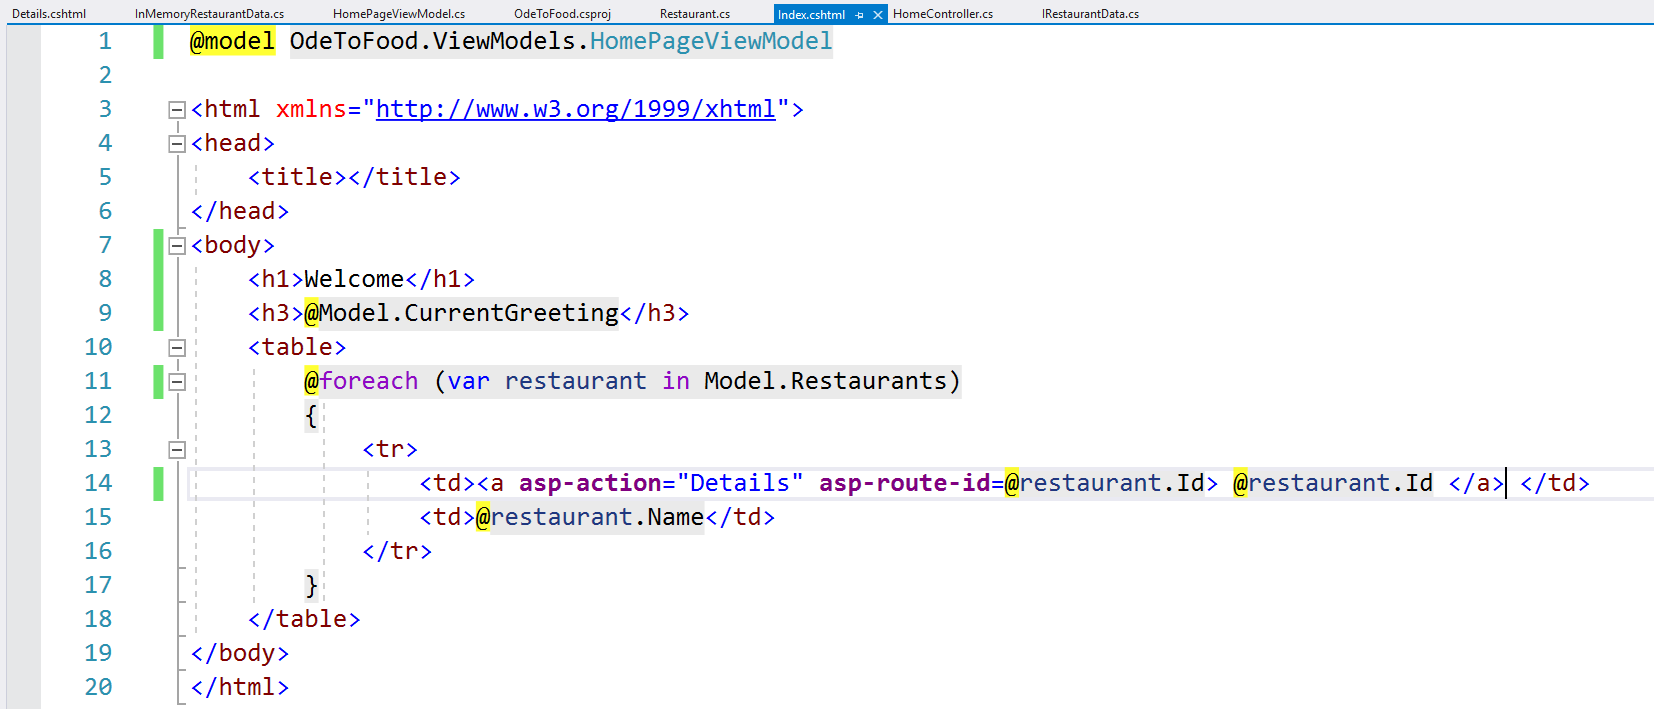 Details.cshtml InMemoryRestaurantData.cs HomePageViewModel.cs OdeToFood.csproj Restaurant.cs Index.cshtml HomeController.cs IRestaurantData.cs
1 @model OdeToFood.ViewModels.HomePageViewModel
2
3 <html xmlns="http://www.w3.org/1999/xhtml">
4 <head>
5     <title></title>
6 </head>
7 <body>
8     <h1>Welcome</h1>
9     <h3>@Model.CurrentGreeting</h3>
10     <table>
11         @foreach (var restaurant in Model.Restaurants)
12         {
13             <tr>
14                 <td><a asp-action="Details" asp-route-id=@restaurant.Id> @restaurant.Id </a> </td>
15                 <td>@restaurant.Name</td>
16             </tr>
17         }
18     </table>
19 </body>
20 </html>